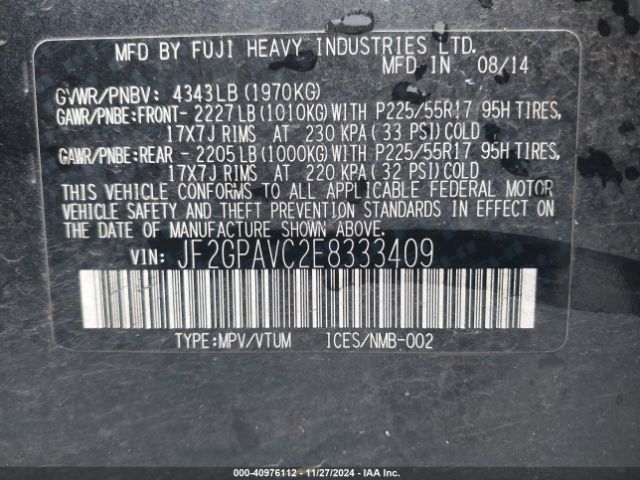 MFD BY FUJI HEAVY INDUSTRIES LTD.
MFD IN 08/14
GVWR/PNBV: 4343LB (1970KG)
GAWR/PNBE:FRONT- 2227LB (1010KG) WITH P225/55R17 95H TIRES,
17X7J RIMS AT 230 KPA (33 PSI) COLD
GAWR/PNBE:REAR - 2205LB (1000KG) WITH P225/55R17 95H TIRES,
17X7J RIMS AT 220 KPA (32 PSI) COLD
THIS VEHICLE CONFORMS TO ALL APPLICABLE FEDERAL MOTOR
VEHICLE SAFETY AND THEFT PREVENTION STANDARDS IN EFFECT ON
THE DATE OF MANUFACTURE SHOWN ABOVE.
VIN: JF2GPAVC2E8333409
TYPE:MPV/VTUM ICES/NMB-002
© 000-40976112 - 11/27/2024 - IAA Inc.